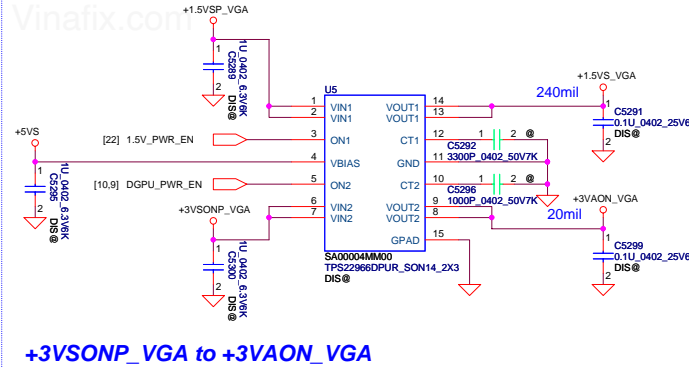 Vinafix.com
+1.5VSP_VGA
1
2
1U_0402_6.3V6K
C5289
DIS@
U5
1 VIN1 VOUT1 14
2 VIN1 VOUT1 13
240mil
+1.5VS_VGA
1
2
C5291
0.1U_0402_25V6
DIS@
+5VS
[22] 1.5V_PWR_EN
3 ON1 CT1 12
1 2 @
C5292
3300P_0402_50V7K
4 VBIAS GND 11
1
2
1U_0402_6.3V6K
C5295
DIS@
[10,9] DGPU_PWR_EN
5 ON2 CT2 10
1 2 @
C5296
1000P_0402_50V7K
+3VSONP_VGA
6 VIN2 VOUT2 9
7 VIN2 VOUT2 8
20mil
+3VAON_VGA
GPAD 15
1
2
1U_0402_6.3V6K
C5300
DIS@
SA00004MM00
TPS22966DPUR_SON14_2X3
DIS@
1
2
C5299
0.1U_0402_25V6
DIS@
+3VSONP_VGA to +3VAON_VGA